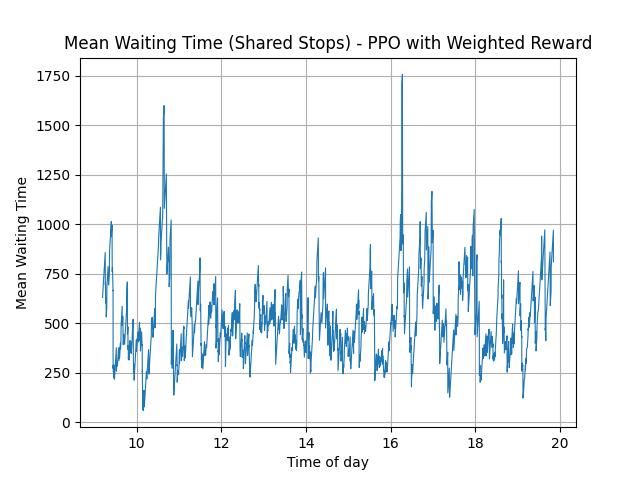 Mean Waiting Time (Shared Stops) - PPO with Weighted Reward
1750
1500
1250
1000
750
500
250
0
Mean Waiting Time
10 12 14 16 18 20
Time of day